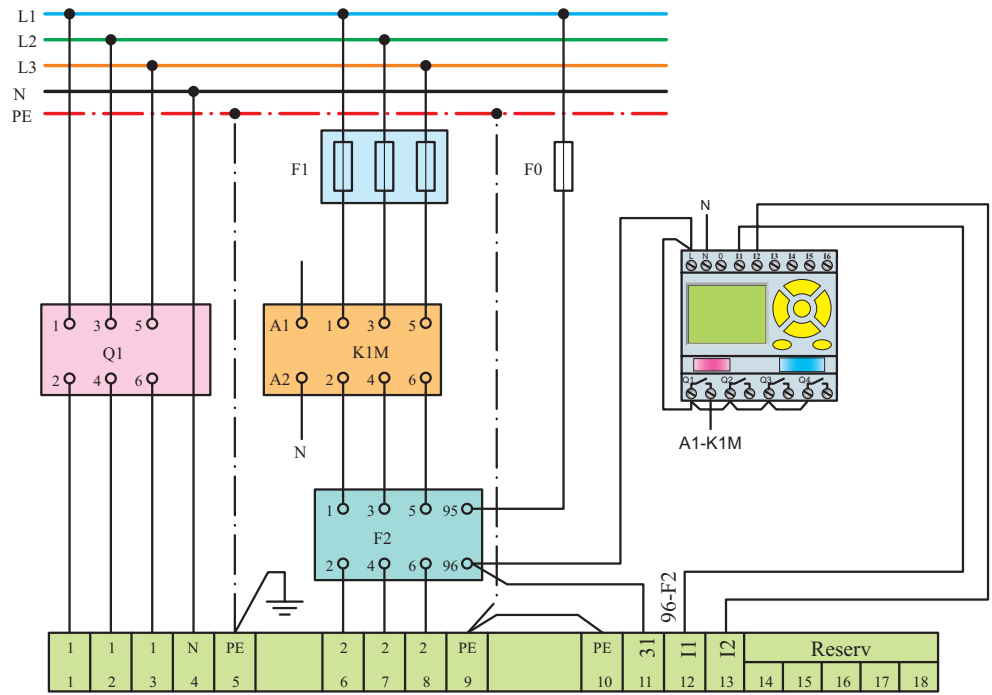 L1
L2
L3
N
PE
F1
F0
N
L N 0 I1 I2 I3 I4 I5 I6
1 3 5
Q1
2 4 6
A1 1 3 5
K1M
A2 2 4 6
N
Q1 Q2 Q3 Q4
A1-K1M
1 3 5 95
F2
2 4 6 96
96-F2
1 1 1 N PE 2 2 2 PE PE 31 I1 I2 Reserv
1 2 3 4 5 6 7 8 9 10 11 12 13 14 15 16 17 18